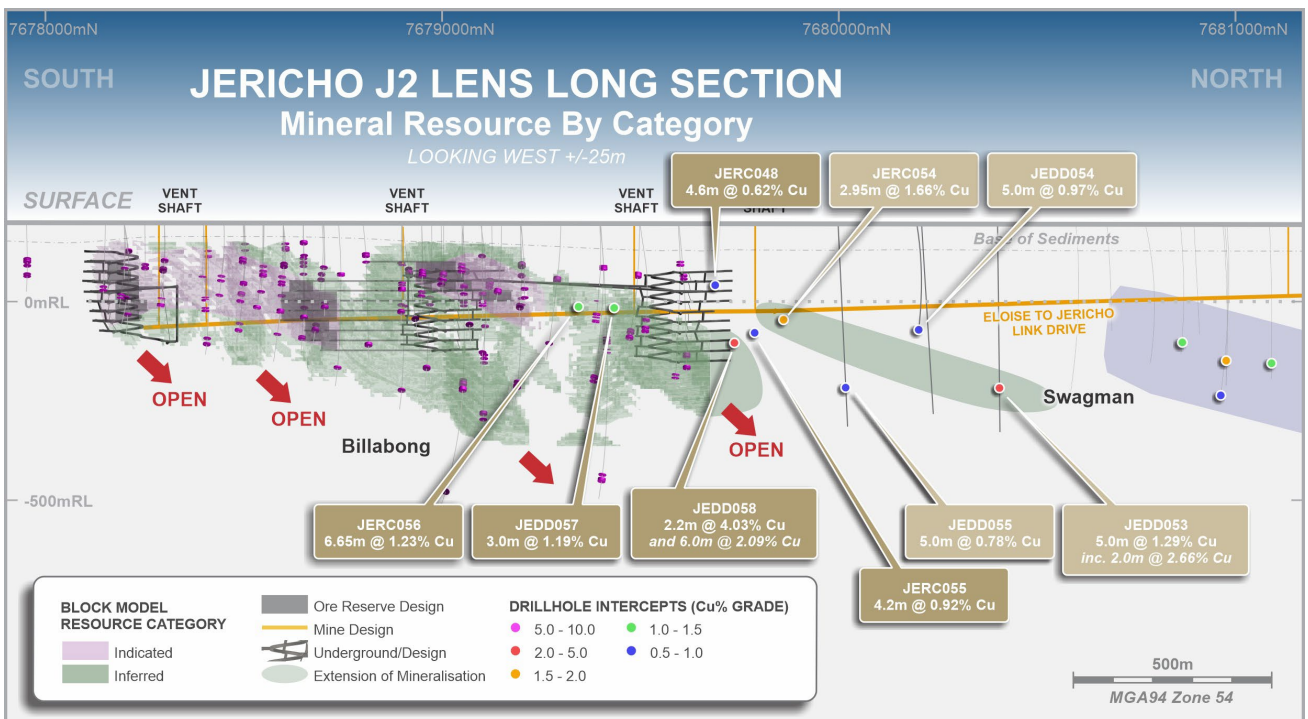 7678000mN
7679000mN
7680000mN
7681000mN
SOUTH
JERICHO J2 LENS LONG SECTION
NORTH
Mineral Resource By Category
LOOKING WEST +/-25m
JERC048
4.6m @ 0.62% Cu
JERC054
2.95m @ 1.66% Cu
JEDD054
5.0m @ 0.97% Cu
SURFACE
VENT
SHAFT
VENT
SHAFT
VENT
SHAFT
SHAFT
Base of Sediments
0mRL
ELOISE TO JERICHO
LINK DRIVE
OPEN
OPEN
Swagman
Billabong
OPEN
-500mRL
JERC056
6.65m @ 1.23% Cu
JEDD057
3.0m @ 1.19% Cu
JEDD058
2.2m @ 4.03% Cu
and 6.0m @ 2.09% Cu
JEDD055
5.0m @ 0.78% Cu
JEDD053
5.0m @ 1.29% Cu
inc. 2.0m @ 2.66% Cu
JERC055
4.2m @ 0.92% Cu
BLOCK MODEL
RESOURCE CATEGORY
Indicated
Inferred
Ore Reserve Design
Mine Design
Underground/Design
Extension of Mineralisation
DRILLHOLE INTERCEPTS (Cu% GRADE)
5.0 - 10.0
2.0 - 5.0
1.5 - 2.0
1.0 - 1.5
0.5 - 1.0
500m
MGA94 Zone 54